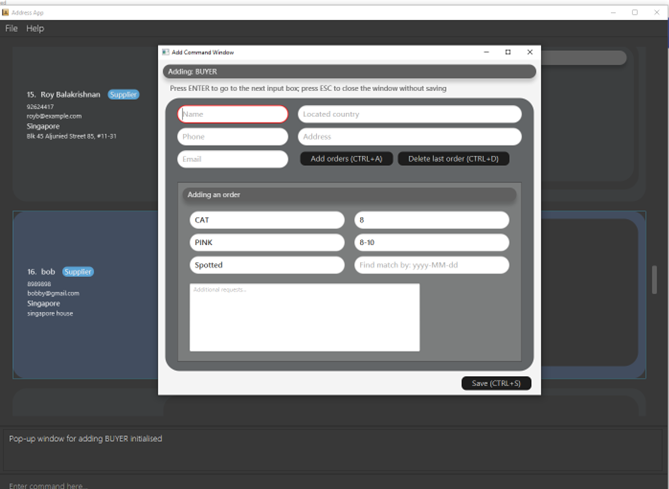 Address App
File Help
Add Command Window
Adding: BUYER
Press ENTER to go to the next input box; press ESC to close the window without saving
Name Located country
Phone Address
Email Add orders (CTRL+A) Delete last order (CTRL+D)
Adding an order
CAT 8
PINK 8-10
Spotted Find match by: yyyy-MM-dd
Additional requests...
Save (CTRL+S)
15. Roy Balakrishnan Supplier
92624417
royb@example.com
Singapore
Blk 45 Aljunied Street 85, #11-31
16. bob Supplier
8989898
bobby@gmail.com
Singapore
singapore house
Pop-up window for adding BUYER initialised
Enter command here...